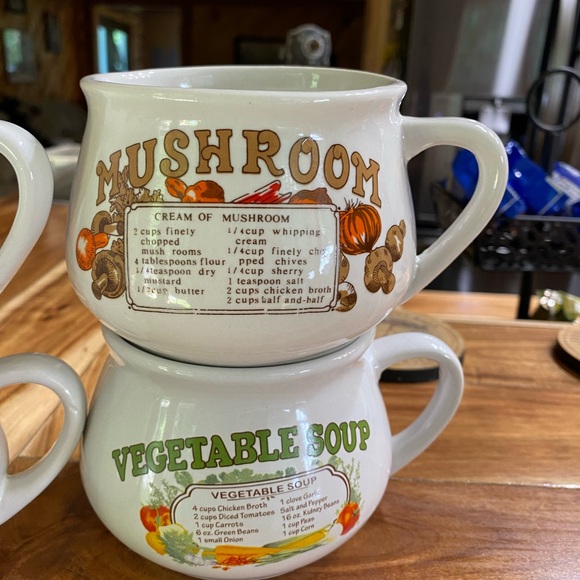 MUSHROOM
CREAM OF MUSHROOM
2 cups finely
chopped
mush rooms
4 tablespoons flour
1/4teaspoon dry
mustard
1/2cup butter
1/4cup whipping
cream
1/4cup finely cho
pped chives
1/4cup sherry
1 teaspoon salt
2 cups chicken broth
2 cups half and-half
VEGETABLE SOUP
VEGETABLE SOUP
4 cups Chicken Broth
2 cups Diced Tomatoes
1 cup Carrots
6 oz. Green Beans
1 small Onion
1 clove Garlic
Salt and Pepper
16 oz. Kidney Beans
1 cup Peas
1 cup Corn